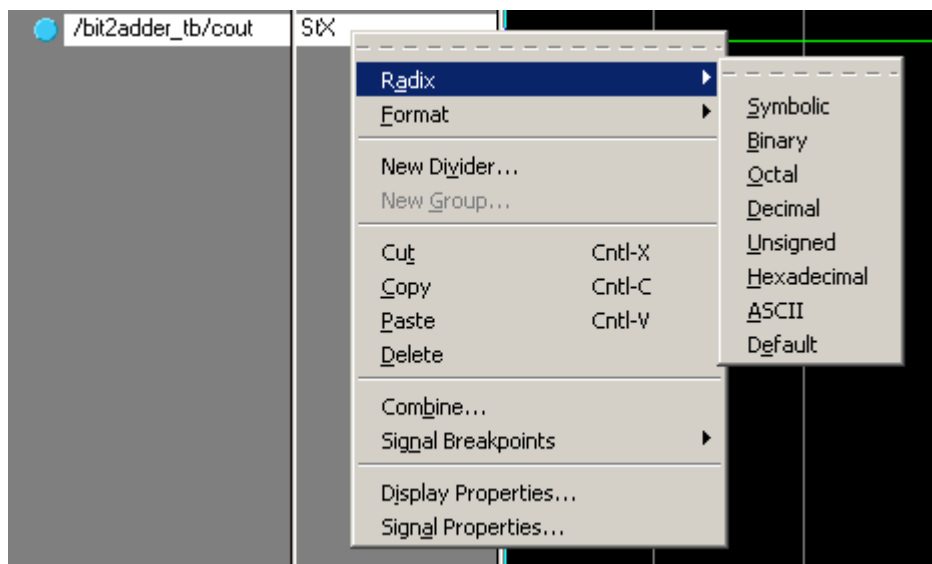 /bit2adder_tb/cout StX
Radix
Format
New Divider...
New Group...
Cut Cntl-X
Copy Cntl-C
Paste Cntl-V
Delete
Combine...
Signal Breakpoints
Display Properties...
Signal Properties...
Symbolic
Binary
Octal
Decimal
Unsigned
Hexadecimal
ASCII
Default